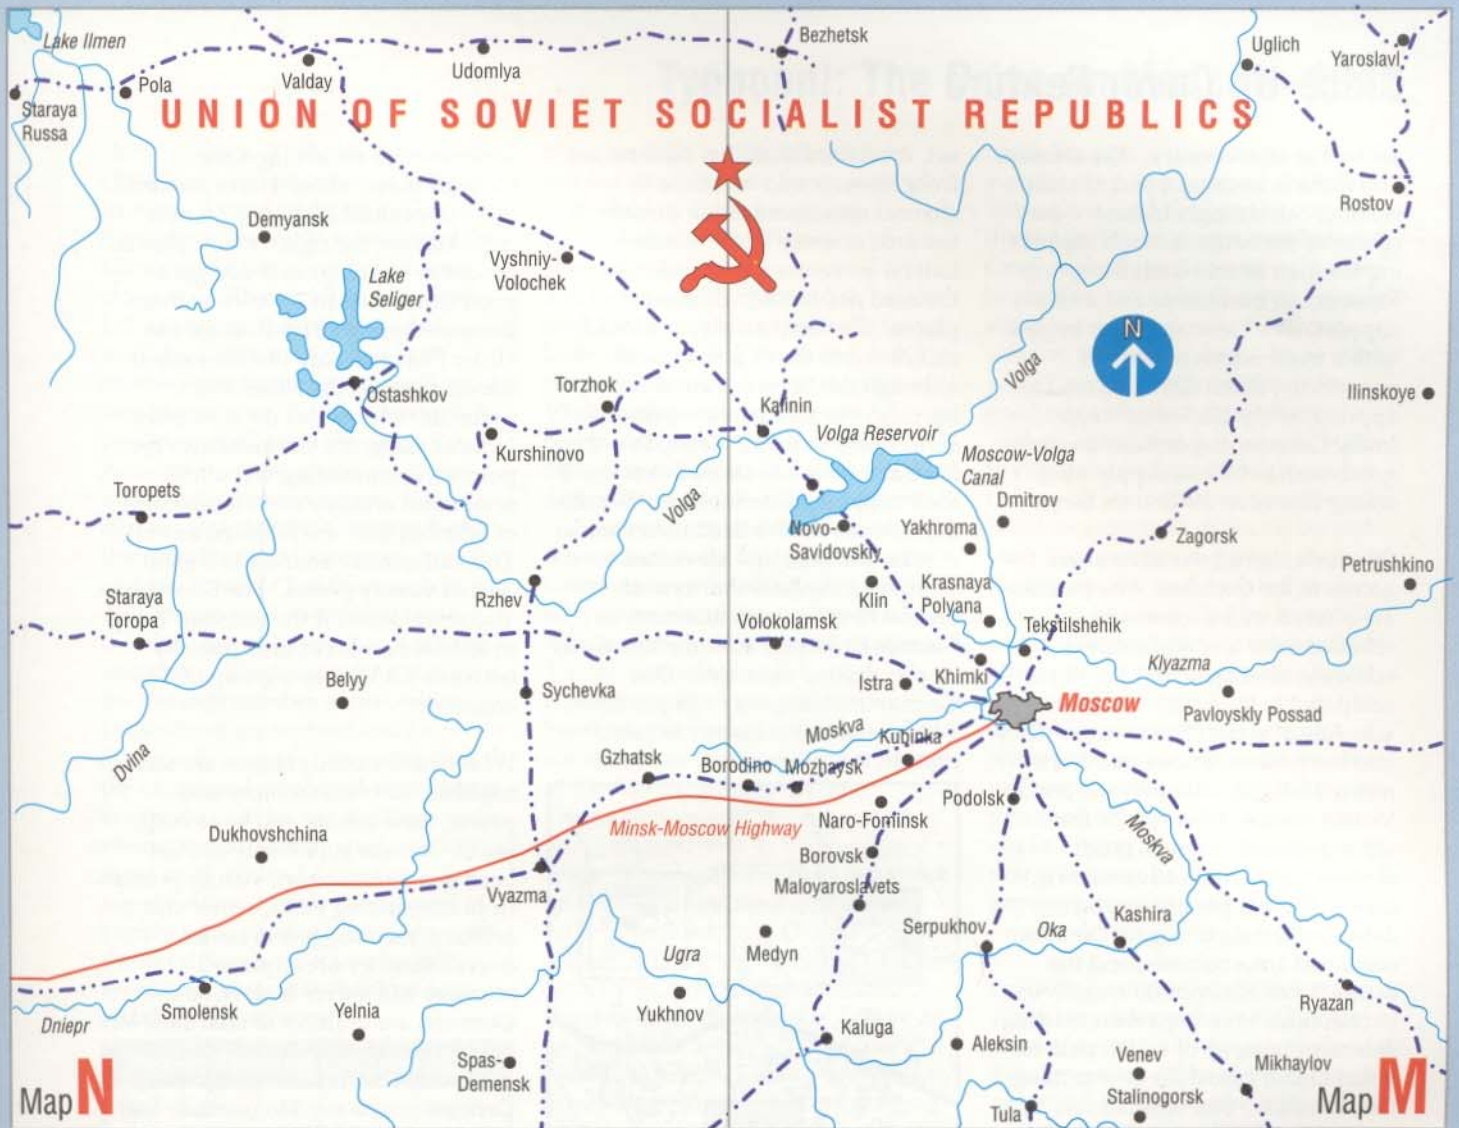 Lake Ilmen
Bezhetsk
Uglich
Yaroslavl
Pola
Valday
Udomlya
Staraya
Russa
UNION OF SOVIET SOCIALIST REPUBLICS
Rostov
Demyansk
Vyshniy-
Volochek
Lake
Seliger
N
Volga
Ostashkov
Torzhok
Kalinin
Ilinskoye
Kurshinovo
Volga Reservoir
Moscow-Volga
Canal
Toropets
Volga
Dmitrov
Novo-
Savidovskiy
Yakhroma
Zagorsk
Petrushkino
Staraya
Toropa
Rzhev
Klin
Krasnaya
Polyana
Volokolamsk
Tekstilshehik
Klyazma
Belyy
Sychevka
Istra
Khimki
Moscow
Pavloyskly Possad
Dvina
Moskva
Kubinka
Gzhatsk
Borodino
Mozhaysk
Podolsk
Dukhovshchina
Minsk-Moscow Highway
Naro-Fominsk
Moskva
Borovsk
Vyazma
Maloyaroslavets
Kashira
Serpukhov
Oka
Ugra
Medyn
Smolensk
Yelnia
Yukhnov
Ryazan
Dniepr
Kaluga
Aleksin
Spas-
Demensk
Venev
Mikhaylov
Stalinogorsk
Tula
Map N
Map M